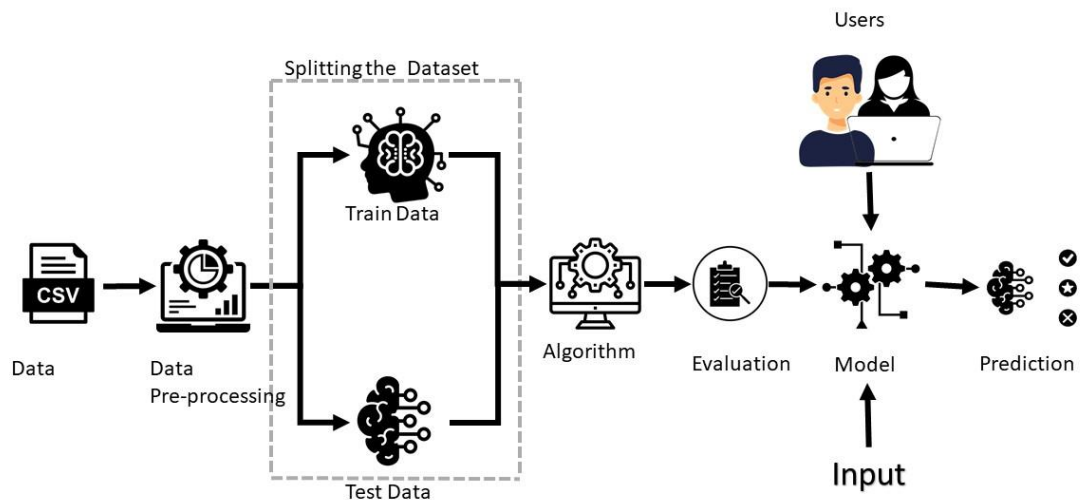 Users
Splitting the Dataset
Train Data
CSV
Data
Data
Pre-processing
Algorithm
Evaluation
Model
Prediction
Input
Test Data